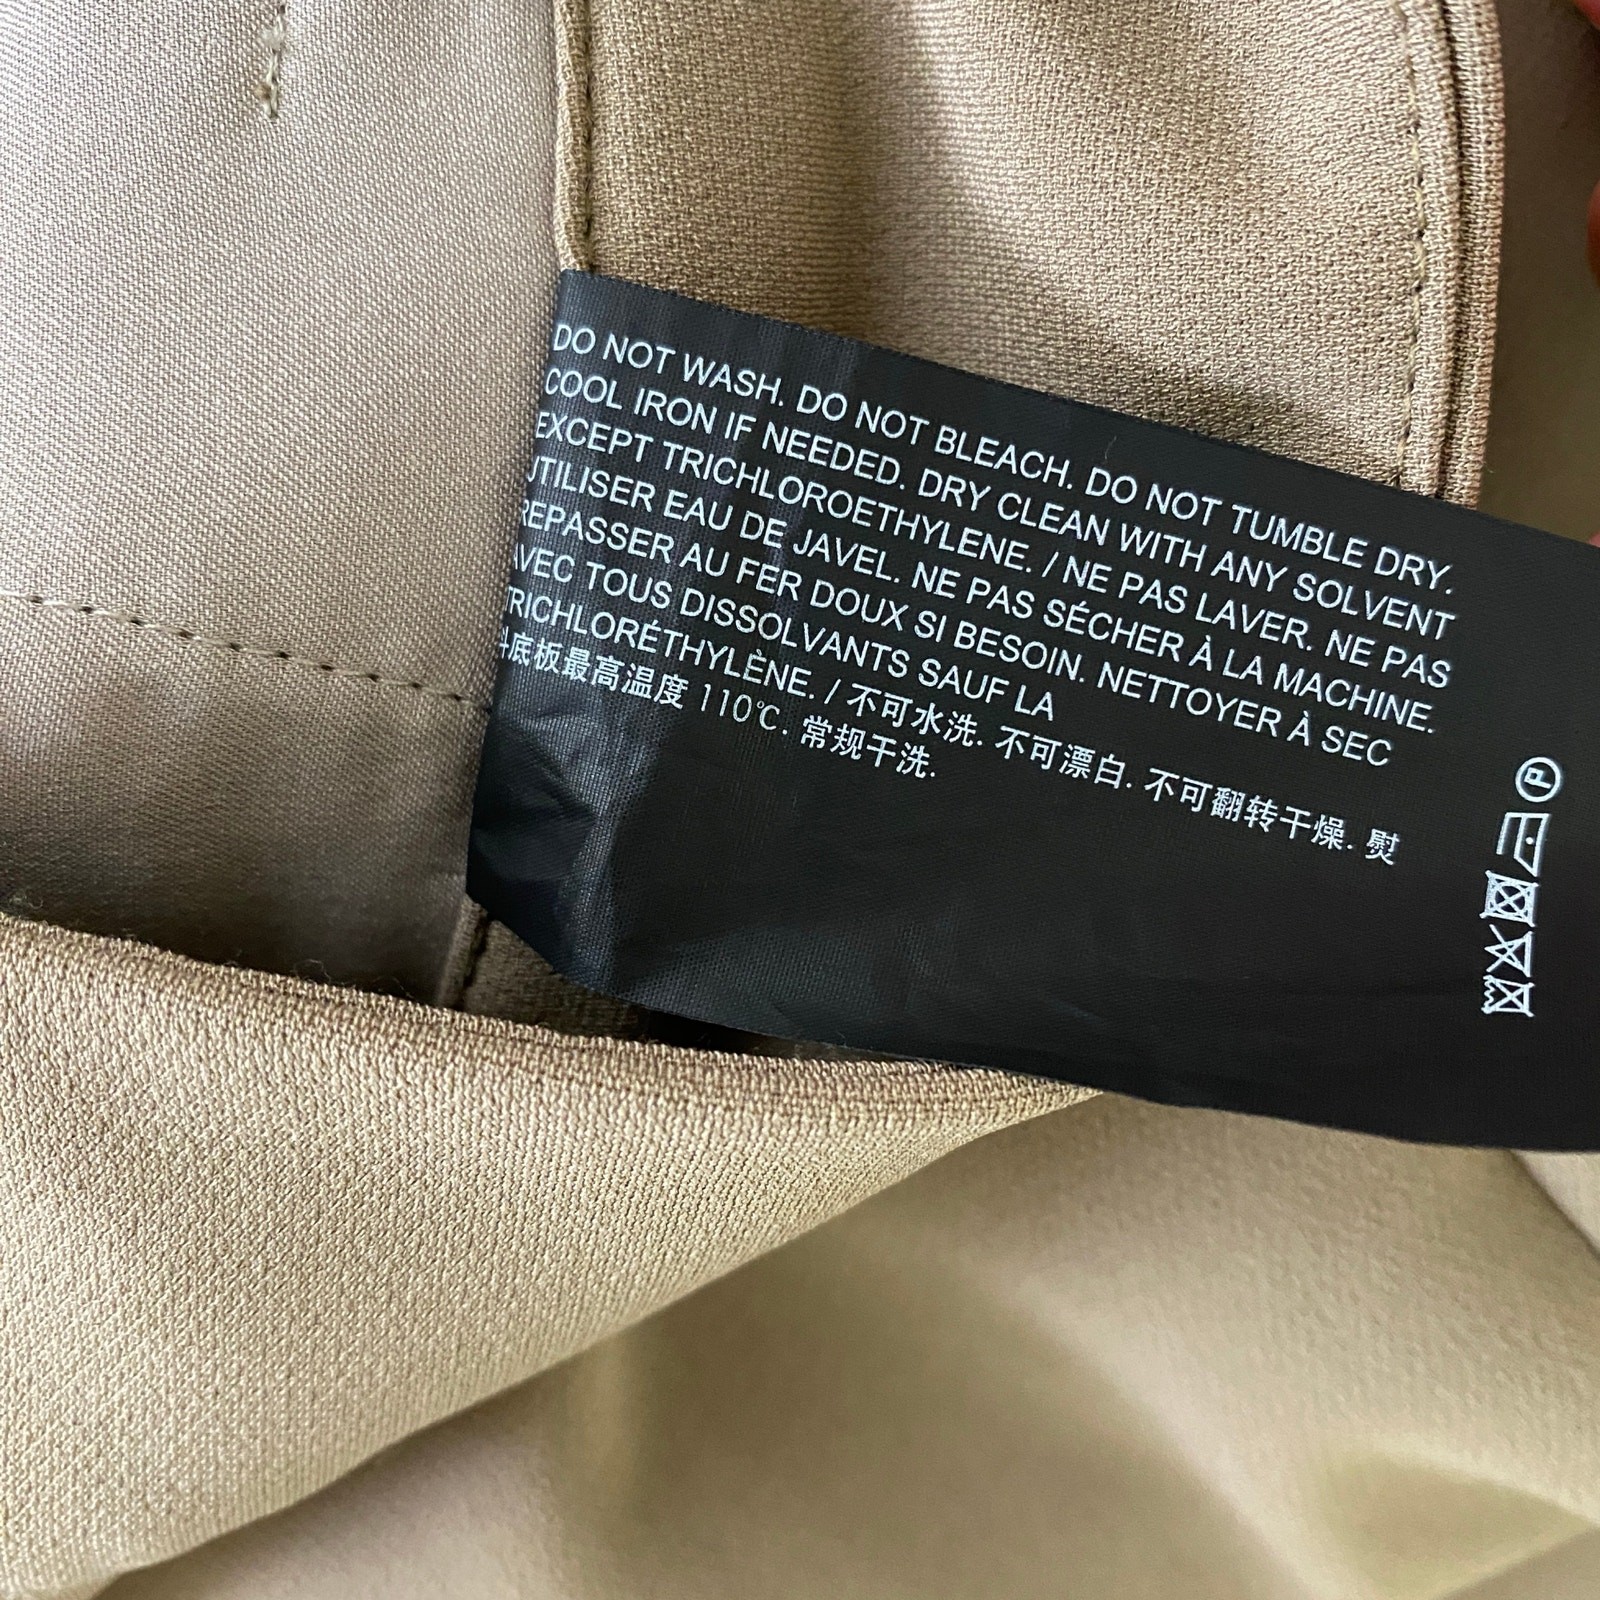 DO NOT WASH. DO NOT BLEACH. DO NOT TUMBLE DRY.
COOL IRON IF NEEDED. DRY CLEAN WITH ANY SOLVENT
EXCEPT TRICHLOROETHYLENE. / NE PAS LAVER. NE PAS
UTILISER EAU DE JAVEL. NE PAS SÉCHER À LA MACHINE.
REPASSER AU FER DOUX SI BESOIN. NETTOYER À SEC
AVEC TOUS DISSOLVANTS SAUF LA
TRICHLORÉTHYLÈNE. / 不可水洗. 不可漂白. 不可翻转干燥. 熨
斗底板最高温度 110℃. 常规干洗.
P